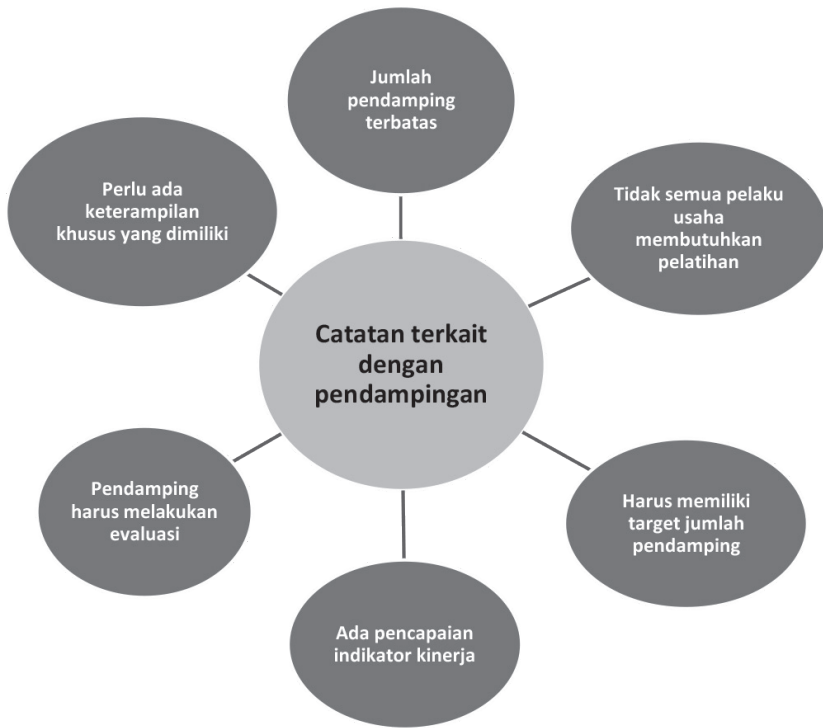 Jumlah
pendamping
terbatas
Tidak semua pelaku
usaha
membutuhkan
pelatihan
Harus memiliki
target jumlah
pendamping
Ada pencapaian
indikator kinerja
Pendamping
harus melakukan
evaluasi
Perlu ada
keterampilan
khusus yang dimiliki
Catatan terkait
dengan
pendampingan